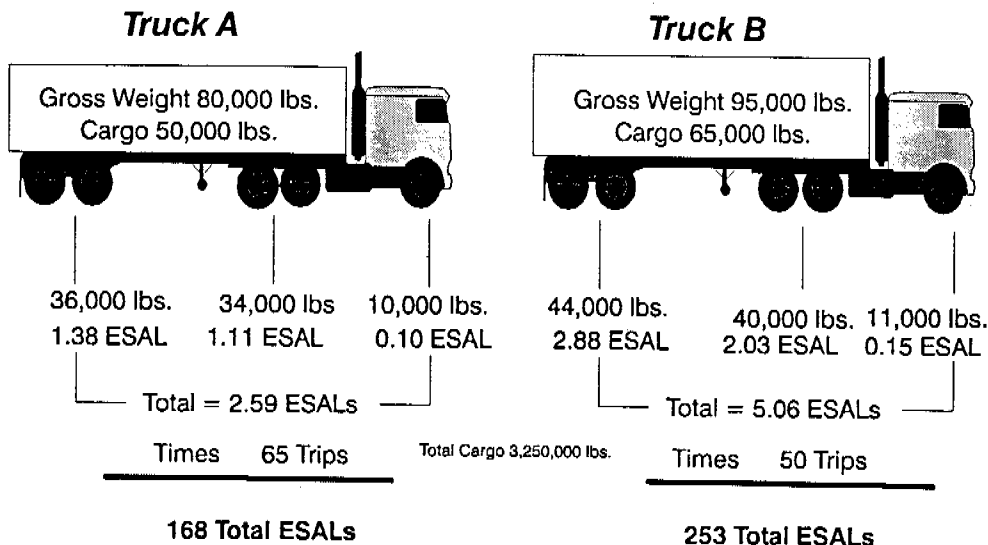 Truck A
Gross Weight 80,000 lbs.
Cargo 50,000 lbs.
36,000 lbs.
1.38 ESAL
34,000 lbs
1.11 ESAL
10,000 lbs.
0.10 ESAL
Total = 2.59 ESALs
Times 65 Trips
168 Total ESALs
Total Cargo 3,250,000 lbs.
Truck B
Gross Weight 95,000 lbs.
Cargo 65,000 lbs.
44,000 lbs.
2.88 ESAL
40,000 lbs.
2.03 ESAL
11,000 lbs.
0.15 ESAL
Total = 5.06 ESALs
Times 50 Trips
253 Total ESALs